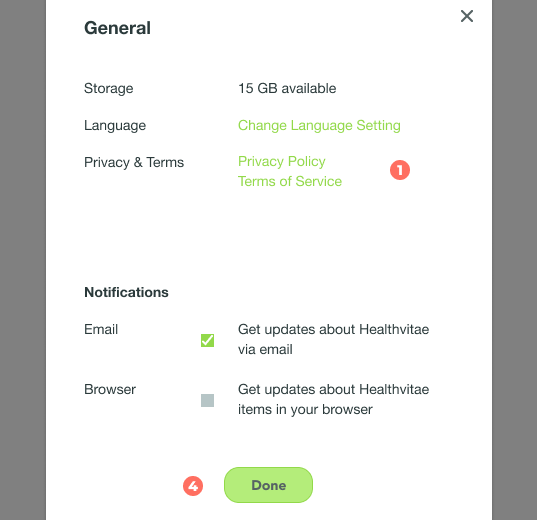 General
Storage 15 GB available
Language Change Language Setting
Privacy & Terms Privacy Policy
Terms of Service
1
Notifications
Email Get updates about Healthvitae
via email
Browser Get updates about Healthvitae
items in your browser
4 Done